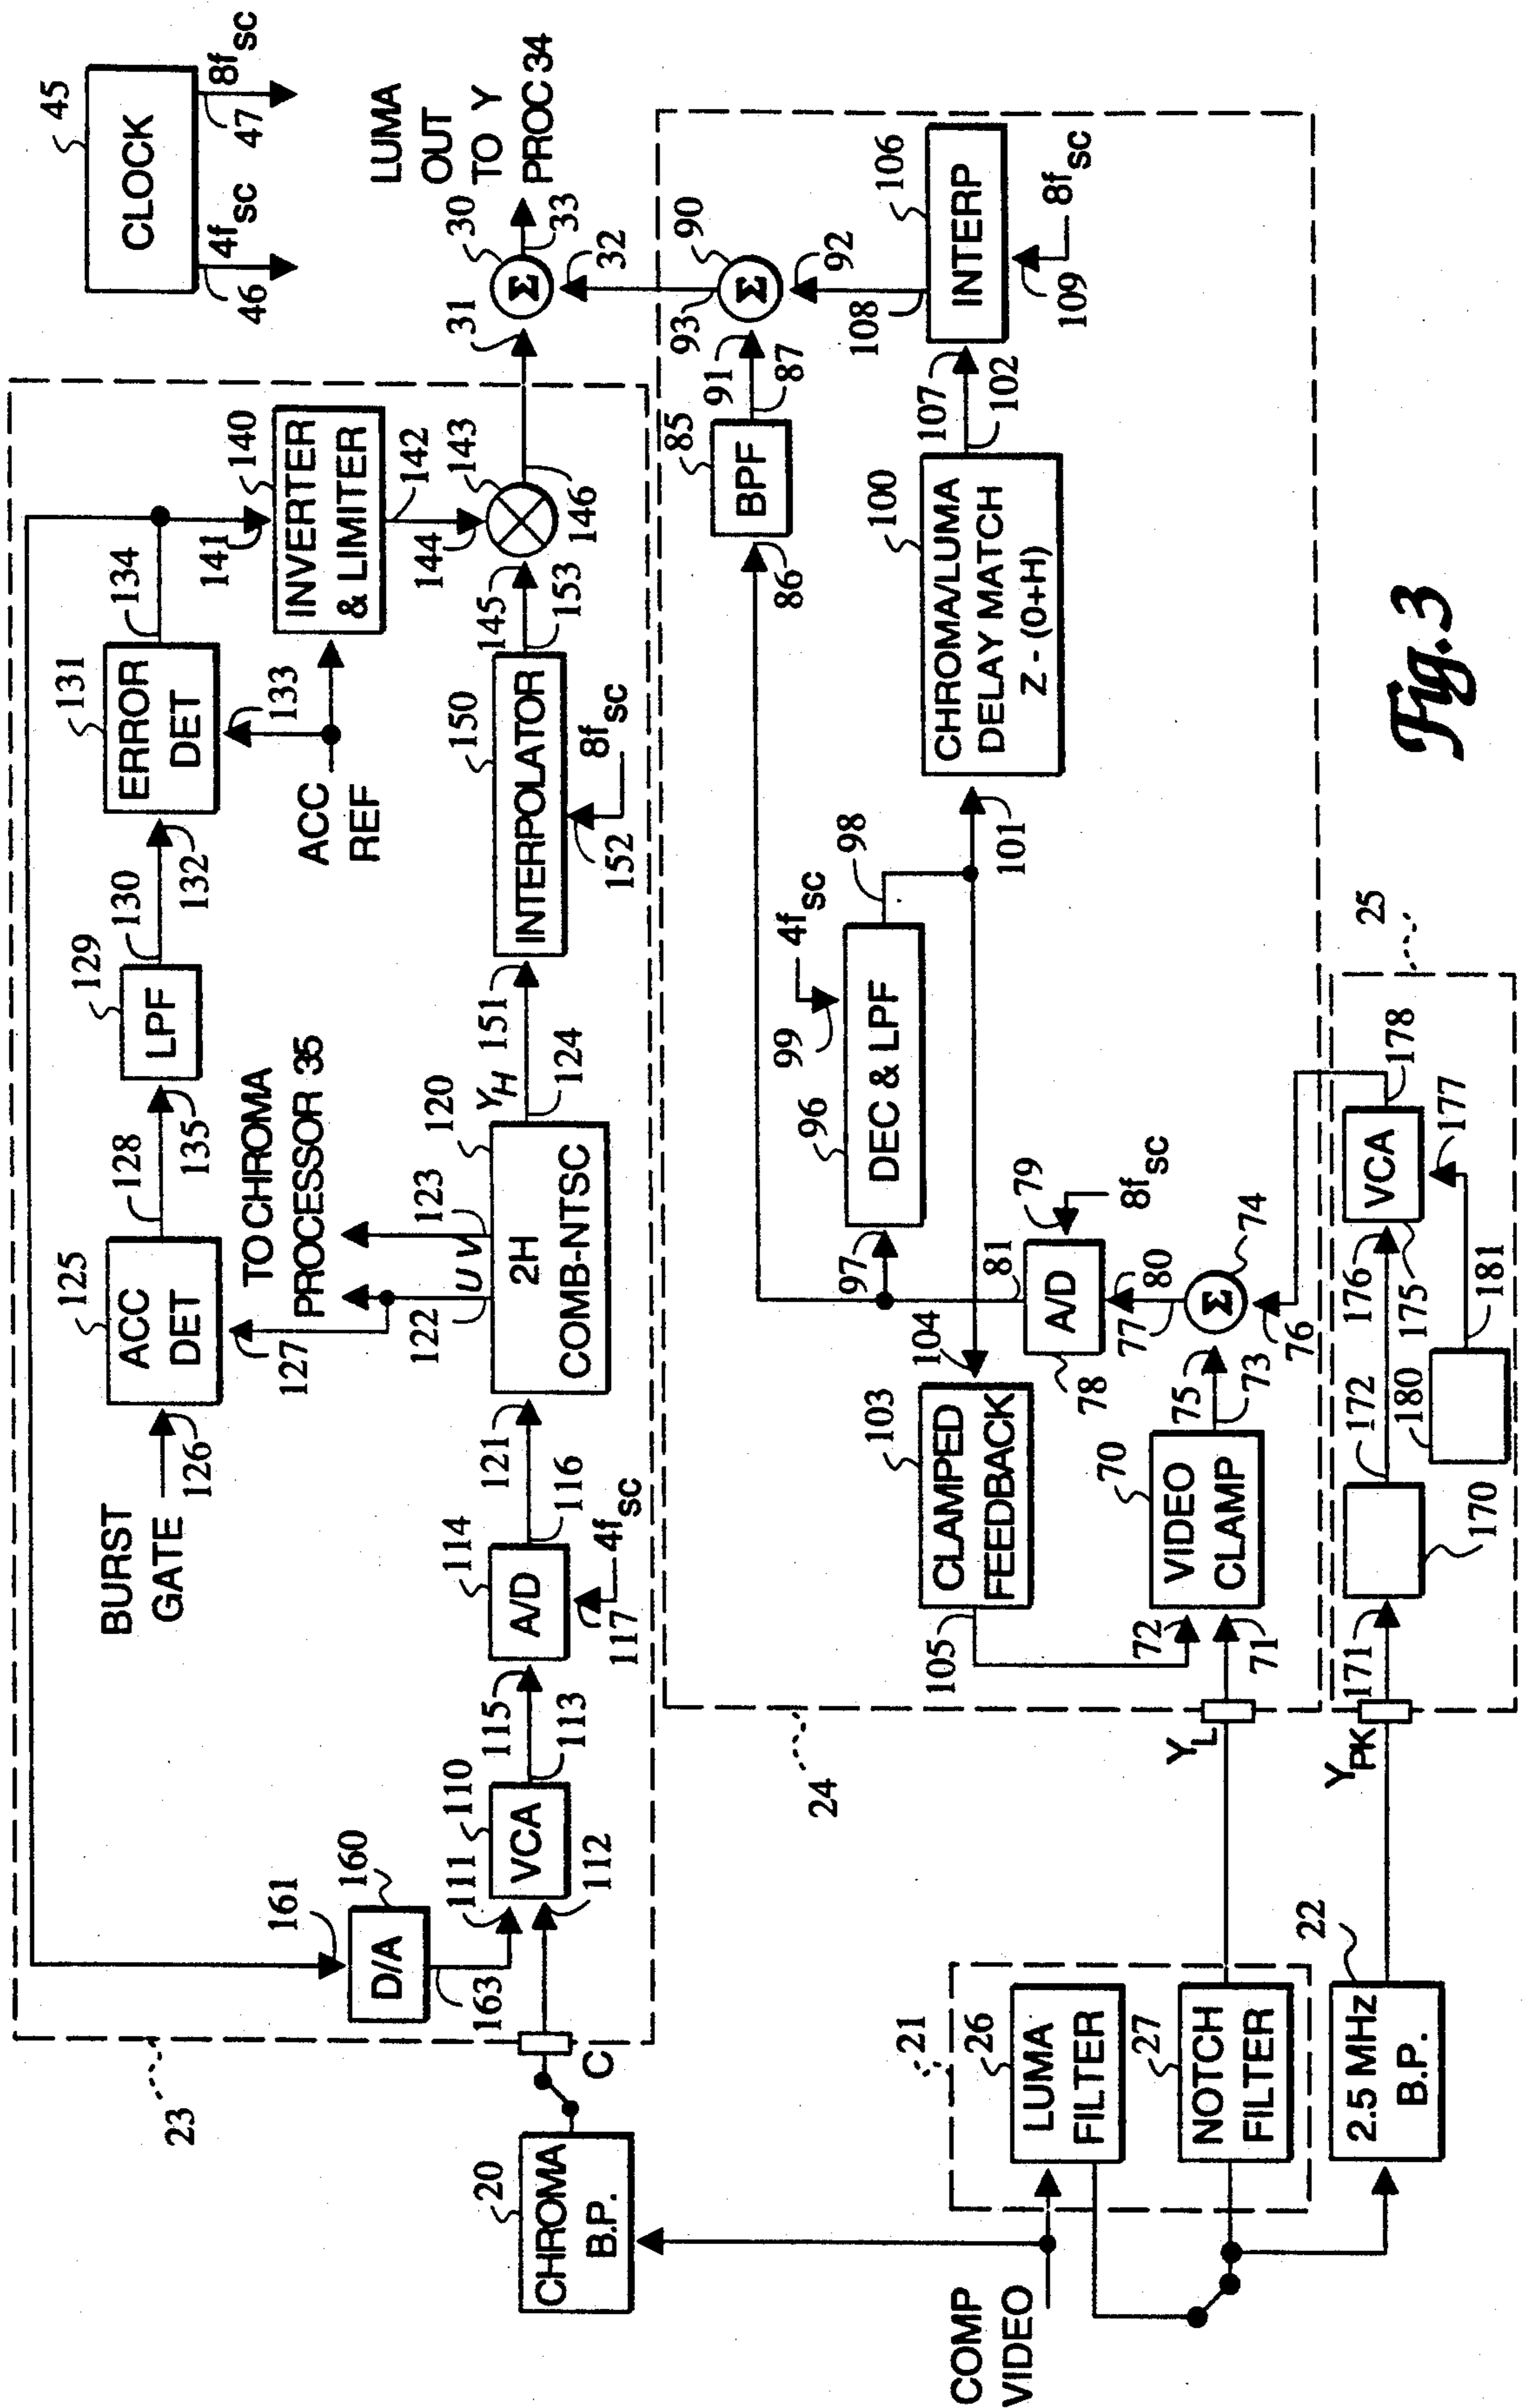 45
CLOCK
4fsc
8fsc
46
47
LUMA
OUT
TO Y
PROC 34
30
Σ
33
31
32
23
161
D/A
160
163
111
110
VCA
112
115
113
114
A/D
116
117
4fsc
121
BURST
GATE
126
125
ACC
DET
127
128
135
129
LPF
130
132
131
ERROR
DET
133
134
ACC
REF
141
140
INVERTER
& LIMITER
142
144
143
146
TO CHROMA
PROCESSOR 35
122
U
V
123
120
2H
COMB-NTSC
YH
151
124
150
INTERPOLATOR
152
8fsc
145
153
C
20
CHROMA
B.P.
COMP
VIDEO
21
26
LUMA
FILTER
27
NOTCH
FILTER
22
2.5 MHz
B.P.
24
YL
YPK
85
BPF
86
91
87
93
90
Σ
92
108
106
INTERP
109
8fsc
107
102
100
CHROMA/LUMA
DELAY MATCH
Z - (0+H)
101
98
4fsc
99
96
DEC & LPF
97
81
104
103
CLAMPED
FEEDBACK
105
79
8fsc
A/D
78
77
80
Σ
74
76
75
73
70
VIDEO
CLAMP
72
71
25
171
170
172
176
175
VCA
178
177
180
181
Fig. 3